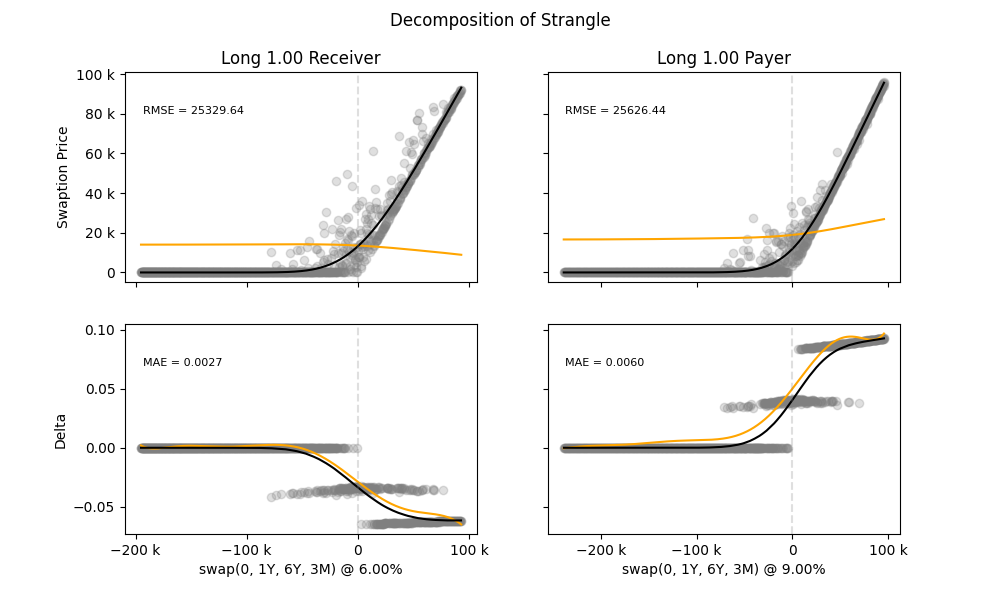 Decomposition of Strangle
Long 1.00 Receiver
Long 1.00 Payer
100 k
80 k
60 k
40 k
20 k
0
Swaption Price
RMSE = 25329.64
RMSE = 25626.44
0.10
0.05
0.00
−0.05
Delta
MAE = 0.0027
MAE = 0.0060
−200 k
−100 k
0
100 k
−200 k
−100 k
0
100 k
swap(0, 1Y, 6Y, 3M) @ 6.00%
swap(0, 1Y, 6Y, 3M) @ 9.00%